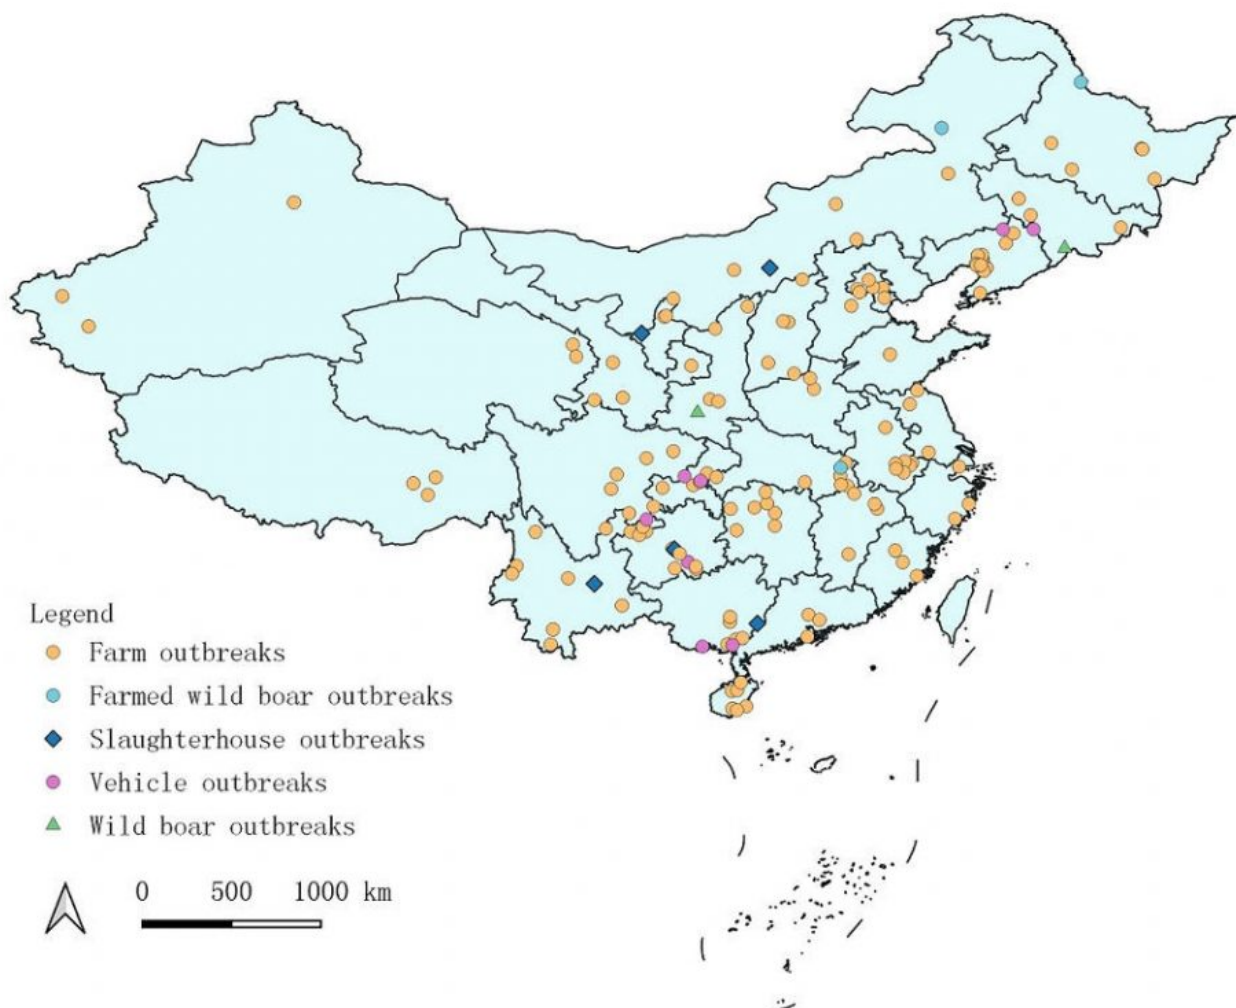 Legend
Farm outbreaks
Farmed wild boar outbreaks
Slaughterhouse outbreaks
Vehicle outbreaks
Wild boar outbreaks
0 500 1000 km